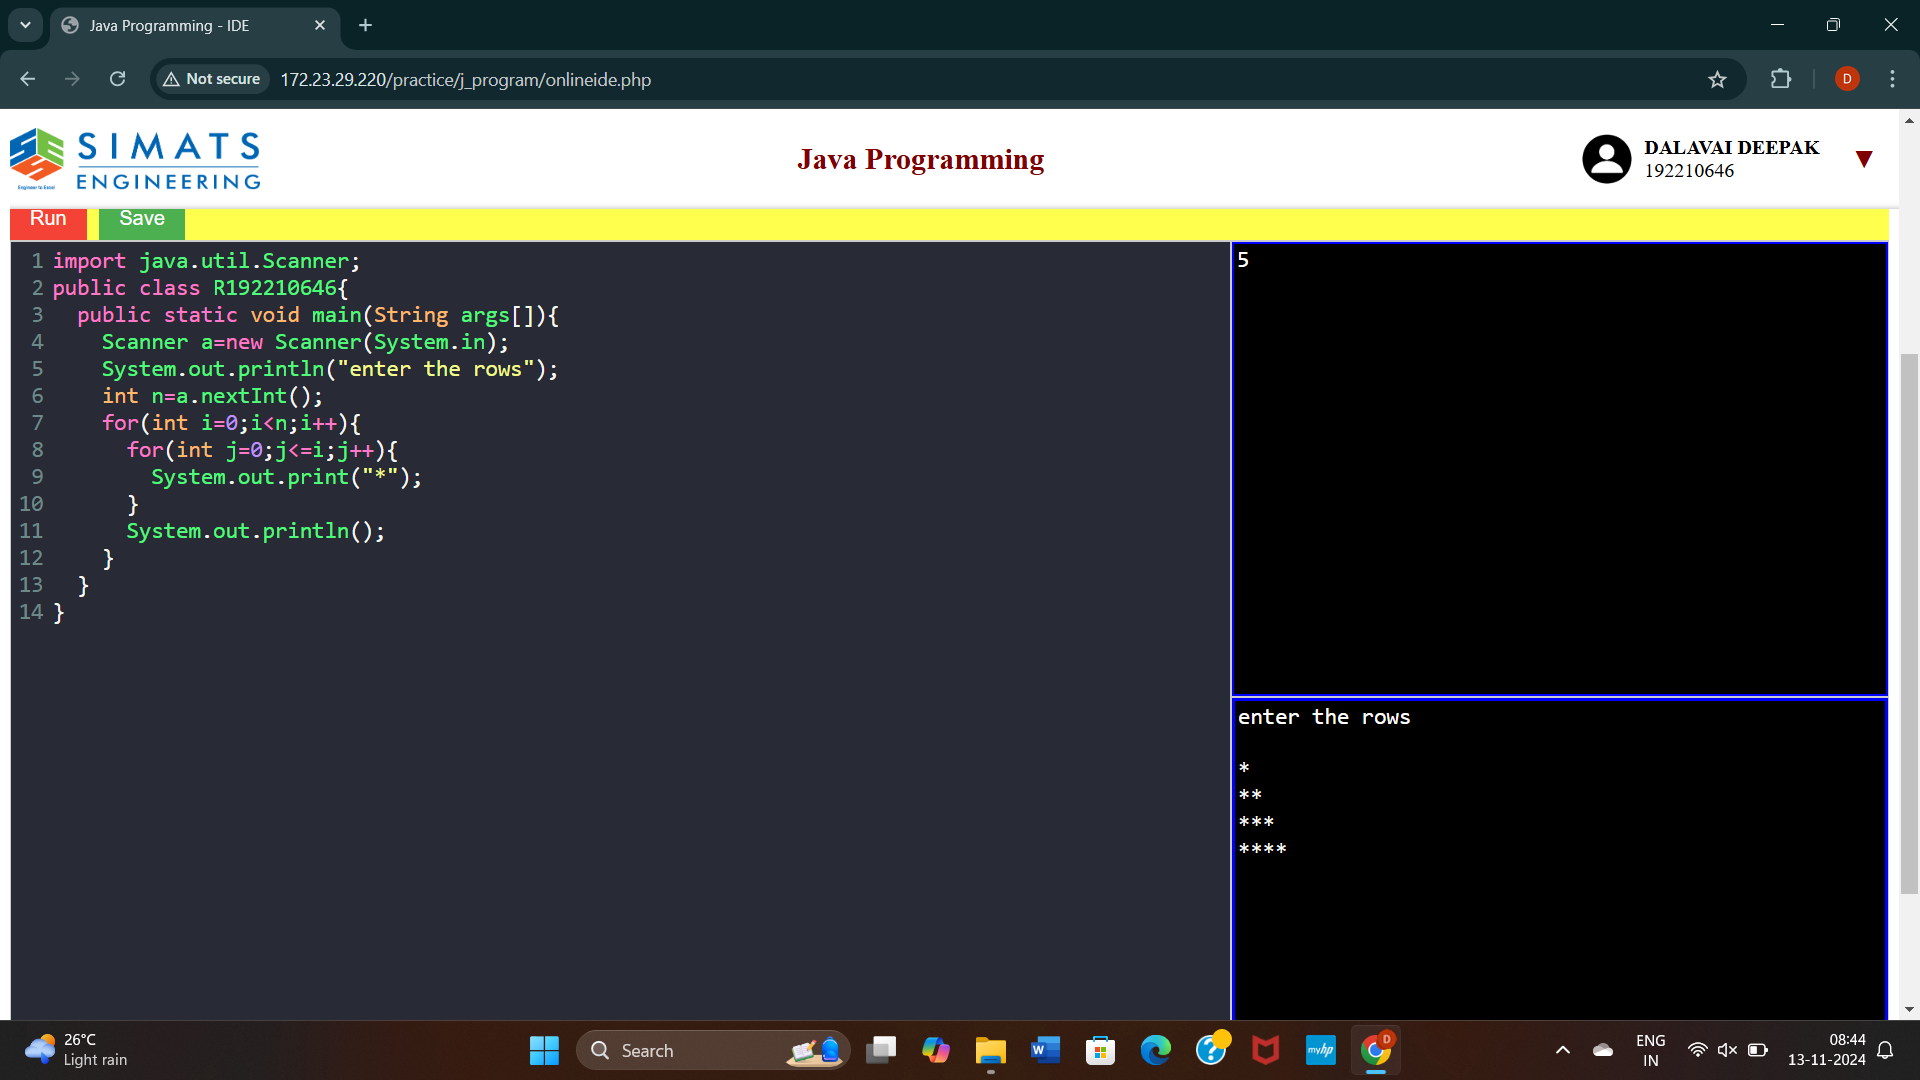 Java Programming - IDE
Not secure
172.23.29.220/practice/j_program/onlineide.php
D
SIMATS
ENGINEERING
Engineer to Excel
Java Programming
DALAVAI DEEPAK
192210646
Run
Save
1 import java.util.Scanner;
2 public class R192210646{
3 public static void main(String args[]){
4 Scanner a=new Scanner(System.in);
5 System.out.println("enter the rows");
6 int n=a.nextInt();
7 for(int i=0;i<n;i++){
8 for(int j=0;j<=i;j++){
9 System.out.print("*");
10 }
11 System.out.println();
12 }
13 }
14 }
5
enter the rows
*
**
***
****
26°C
Light rain
Search
W
myhp
D
ENG
IN
08:44
13-11-2024